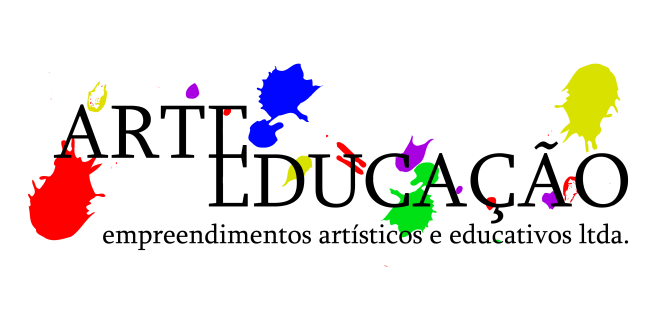 ARTE
EDUCAÇÃO
empreendimentos artísticos e educativos ltda.